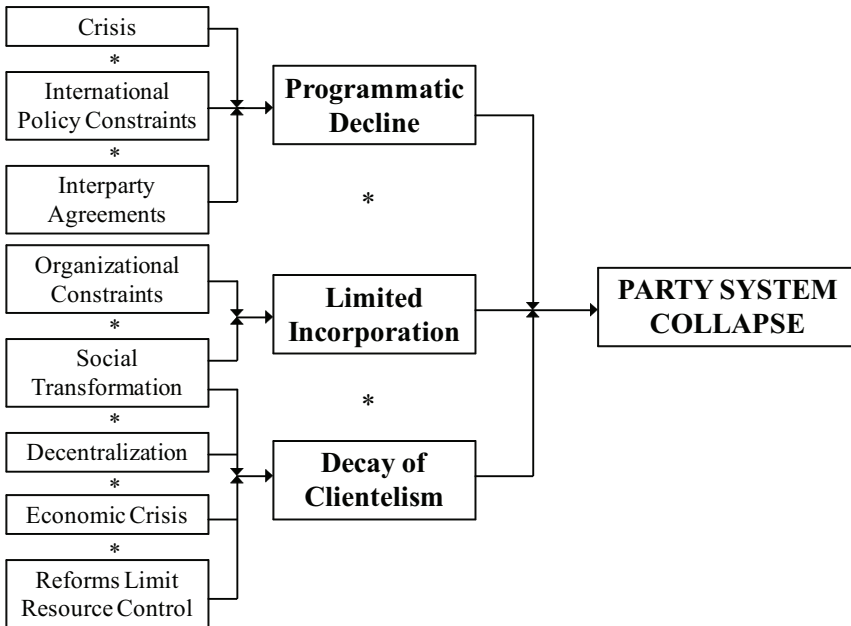 Crisis
*
International
Policy Constraints
*
Interparty
Agreements
Organizational
Constraints
*
Social
Transformation
*
Decentralization
*
Economic Crisis
*
Reforms Limit
Resource Control
Programmatic
Decline
*
Limited
Incorporation
*
Decay of
Clientelism
PARTY SYSTEM
COLLAPSE